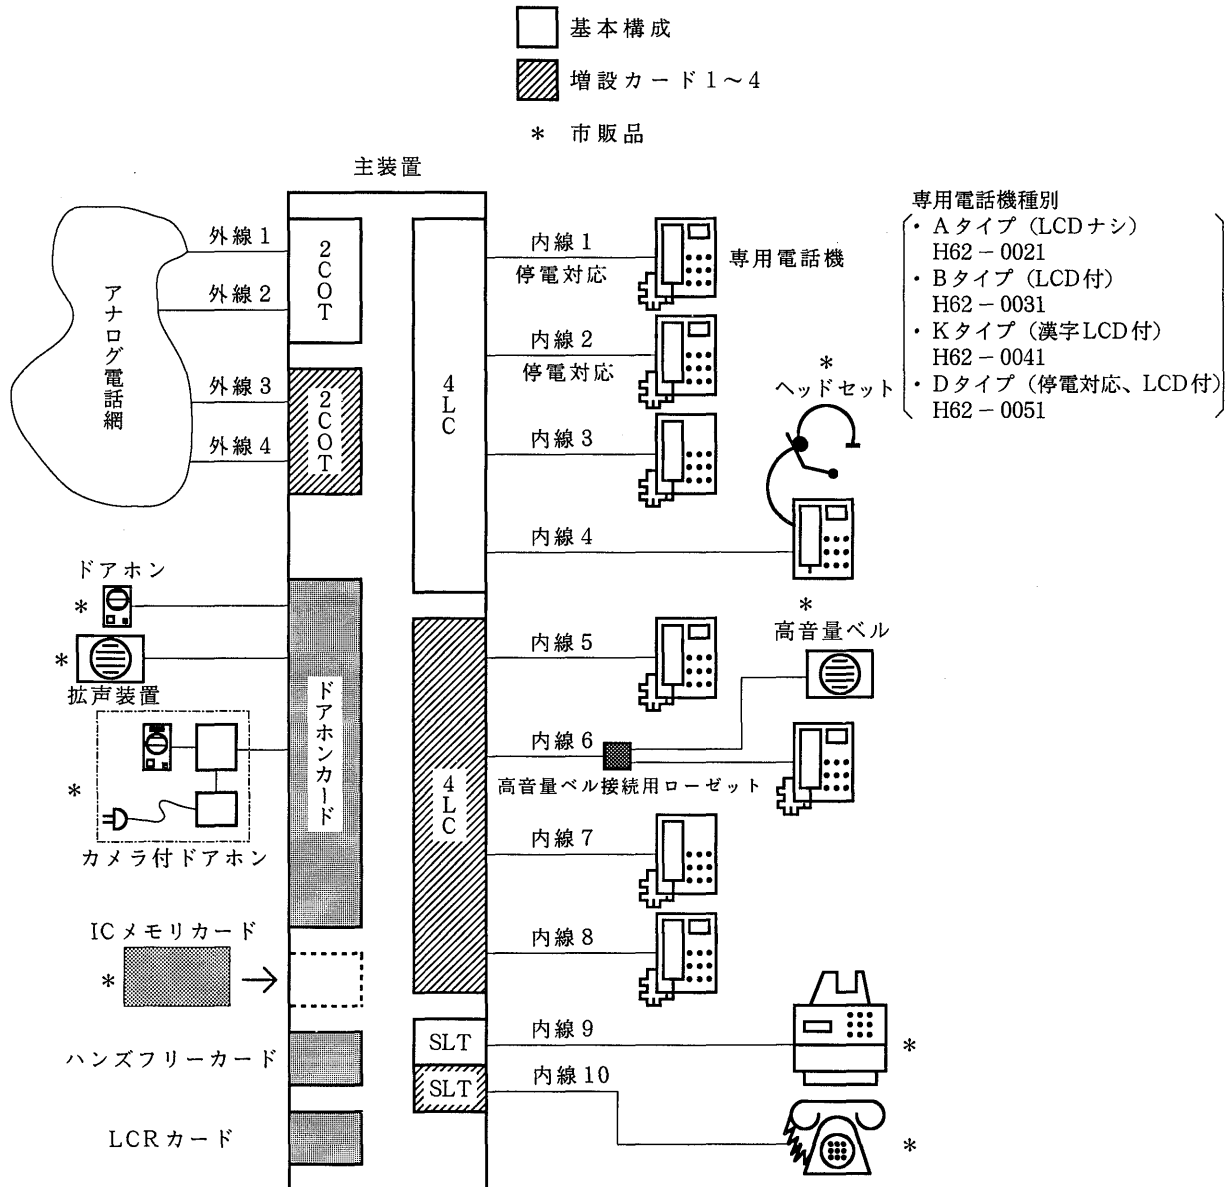 基本構成
増設カード1～4
* 市販品
主装置
専用電話機種別
・Aタイプ（LCDナシ）
H62－0021
・Bタイプ（LCD付）
H62－0031
・Kタイプ（漢字LCD付）
H62－0041
・Dタイプ（停電対応、LCD付）
H62－0051
アナログ電話網
外線1
外線2
外線3
外線4
2COT
2COT
4LC
内線1
停電対応
専用電話機
内線2
停電対応
内線3
*
ヘッドセット
内線4
ドアホン
*
*
拡声装置
*
カメラ付ドアホン
ドアホンカード
4LC
内線5
*
高音量ベル
内線6
高音量ベル接続用ローゼット
内線7
内線8
ICメモリカード
*
ハンズフリーカード
LCRカード
SLT
内線9
*
SLT
内線10
*